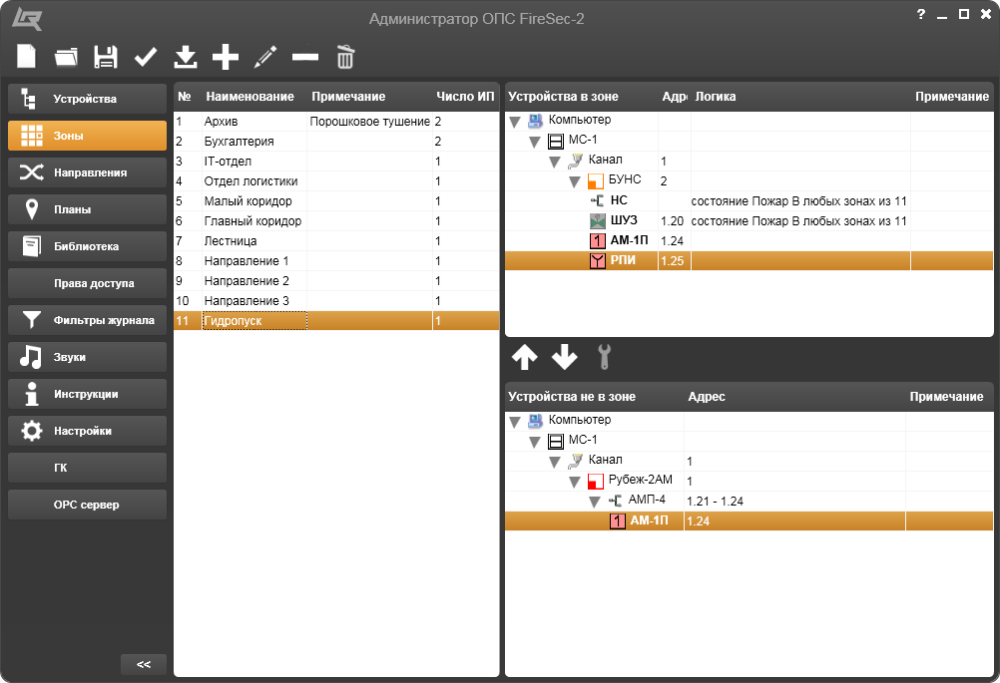 Администратор ОПС FireSec-2
?
Устройства
Зоны
Направления
Планы
Библиотека
Права доступа
Фильтры журнала
Звуки
Инструкции
Настройки
ГК
OPC сервер
<<
№ Наименование Примечание Число ИП
1 Архив Порошковое тушение 2
2 Бухгалтерия 2
3 IT-отдел 1
4 Отдел логистики 1
5 Малый коридор 1
6 Главный коридор 1
7 Лестница 1
8 Направление 1 1
9 Направление 2 1
10 Направление 3 1
11 Гидропуск 1
Устройства в зоне Адре Логика Примечание
Компьютер
МС-1
Канал 1
БУНС 2
НС состояние Пожар В любых зонах из 11
ШУЗ 1.20 состояние Пожар В любых зонах из 11
1 АМ-1П 1.24
РПИ 1.25
Устройства не в зоне Адрес Примечание
Компьютер
МС-1
Канал 1
Рубеж-2АМ 1
АМП-4 1.21 - 1.24
1 АМ-1П 1.24